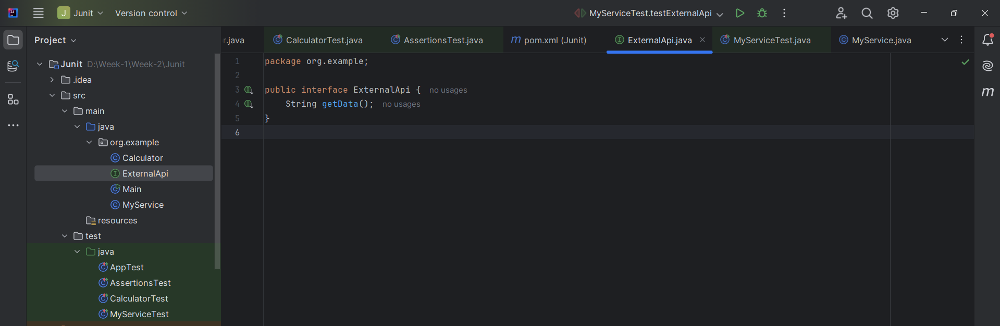 J Junit Version control MyServiceTest.testExternalApi
Project
r.java CalculatorTest.java AssertionsTest.java m pom.xml (Junit) ExternalApi.java MyServiceTest.java MyService.java
Junit D:\Week-1\Week-2\Junit
.idea
src
main
java
org.example
Calculator
ExternalApi
Main
MyService
resources
test
java
AppTest
AssertionsTest
CalculatorTest
MyServiceTest
1 package org.example;
2
3 public interface ExternalApi { no usages
4 String getData(); no usages
5 }
6
m